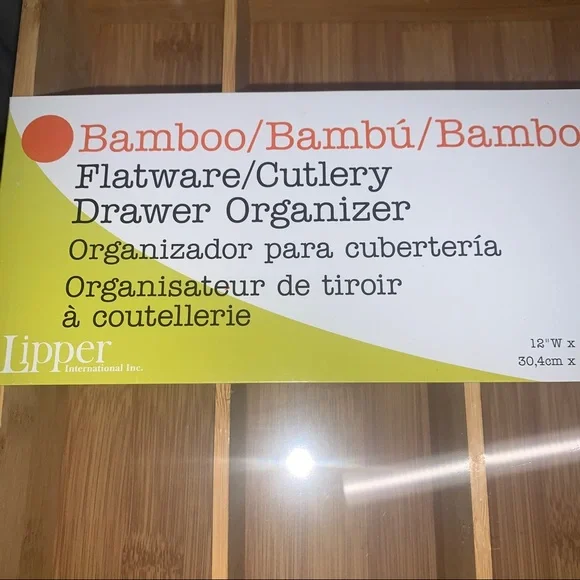 Bamboo/Bambú/Bambo
Flatware/Cutlery
Drawer Organizer
Organizador para cubertería
Organisateur de tiroir
à coutellerie
Lipper
International Inc.
12"W x
30,4cm x